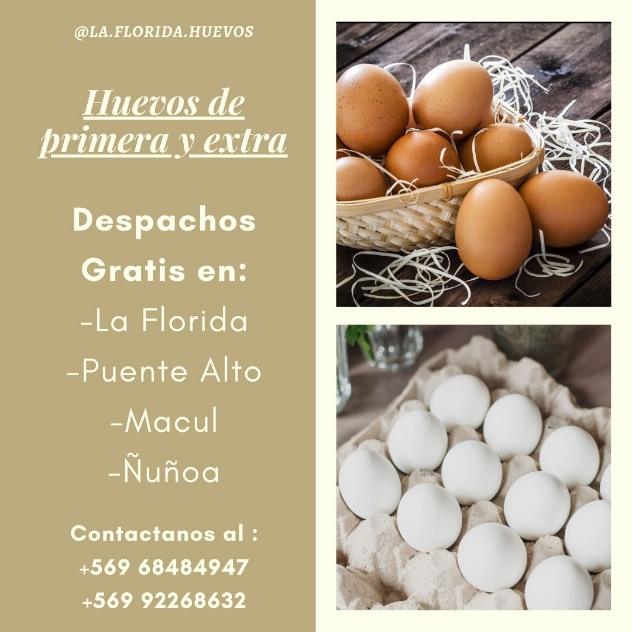 @LA.FLORIDA.HUEVOS
Huevos de
primera y extra
Despachos
Gratis en:
-La Florida
-Puente Alto
-Macul
-Ñuñoa
Contactanos al :
+569 68484947
+569 92268632